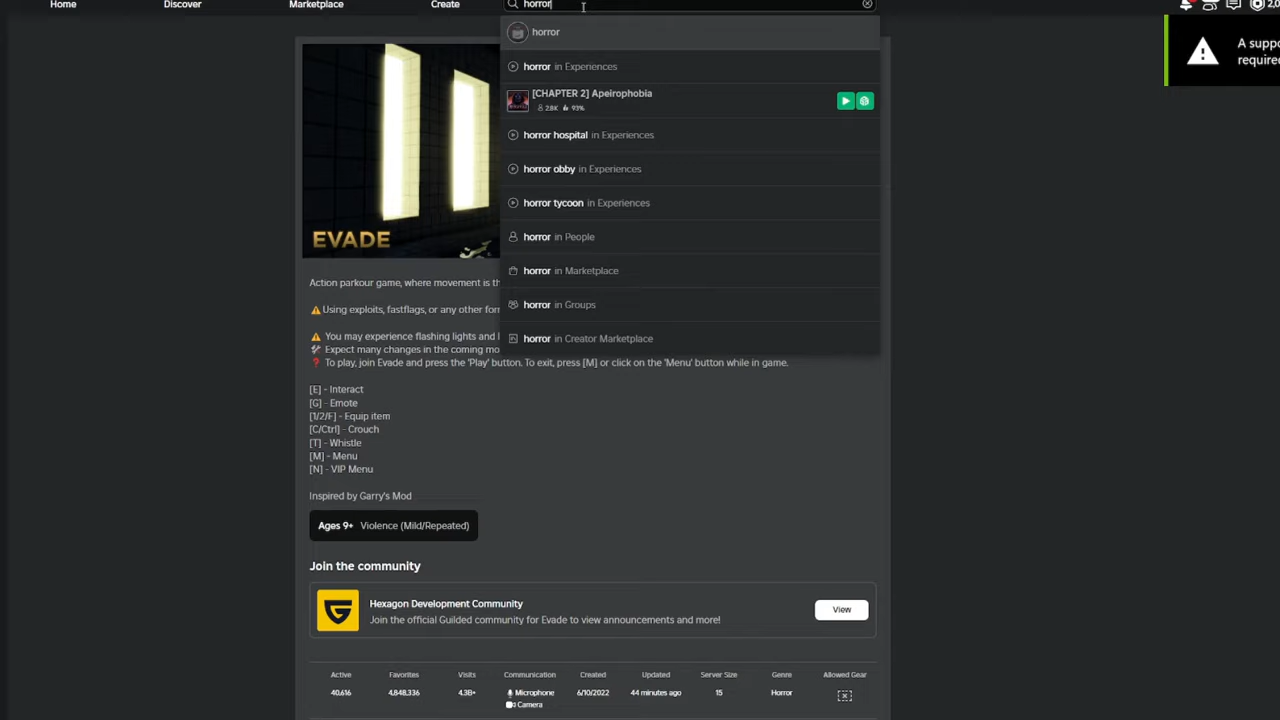 Home Discover Marketplace Create horror 2,0
horror
horror in Experiences
[CHAPTER 2] Apeirophobia
2.8K 93%
horror hospital in Experiences
horror obby in Experiences
horror tycoon in Experiences
horror in People
horror in Marketplace
horror in Groups
horror in Creator Marketplace
A suppo
require
EVADE
Action parkour game, where movement is th
⚠️Using exploits, fastflags, or any other for
⚠️ You may experience flashing lights and
🛠 Expect many changes in the coming mo
❓ To play, join Evade and press the 'Play' button. To exit, press [M] or click on the 'Menu' button while in game.
[E] - Interact
[G] - Emote
[1/2/F] - Equip item
[C/Ctrl] - Crouch
[T] - Whistle
[M] - Menu
[N] - VIP Menu
Inspired by Garry's Mod
Ages 9+ Violence (Mild/Repeated)
Join the community
Hexagon Development Community
Join the official Guilded community for Evade to view announcements and more!
View
Active Favorites Visits Communication Created Updated Server Size Genre Allowed Gear
40,616 4,848,336 4.3B+ Microphone 6/10/2022 44 minutes ago 15 Horror
Camera